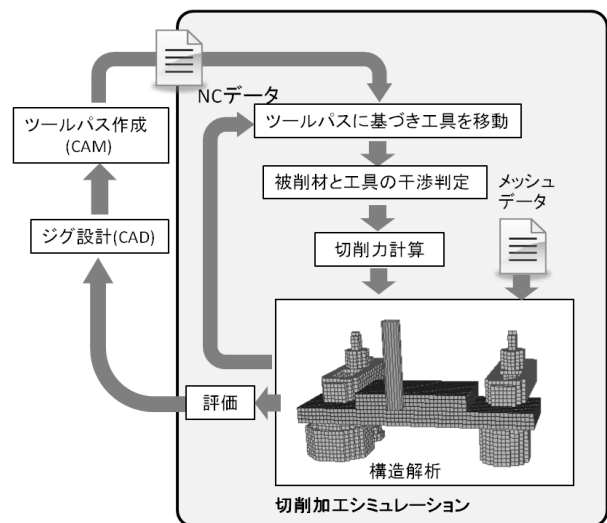 NCデータ
ツールパス作成
(CAM)
ツールパスに基づき工具を移動
被削材と工具の干渉判定
メッシュ
データ
ジグ設計(CAD)
切削力計算
評価
構造解析
切削加工シミュレーション